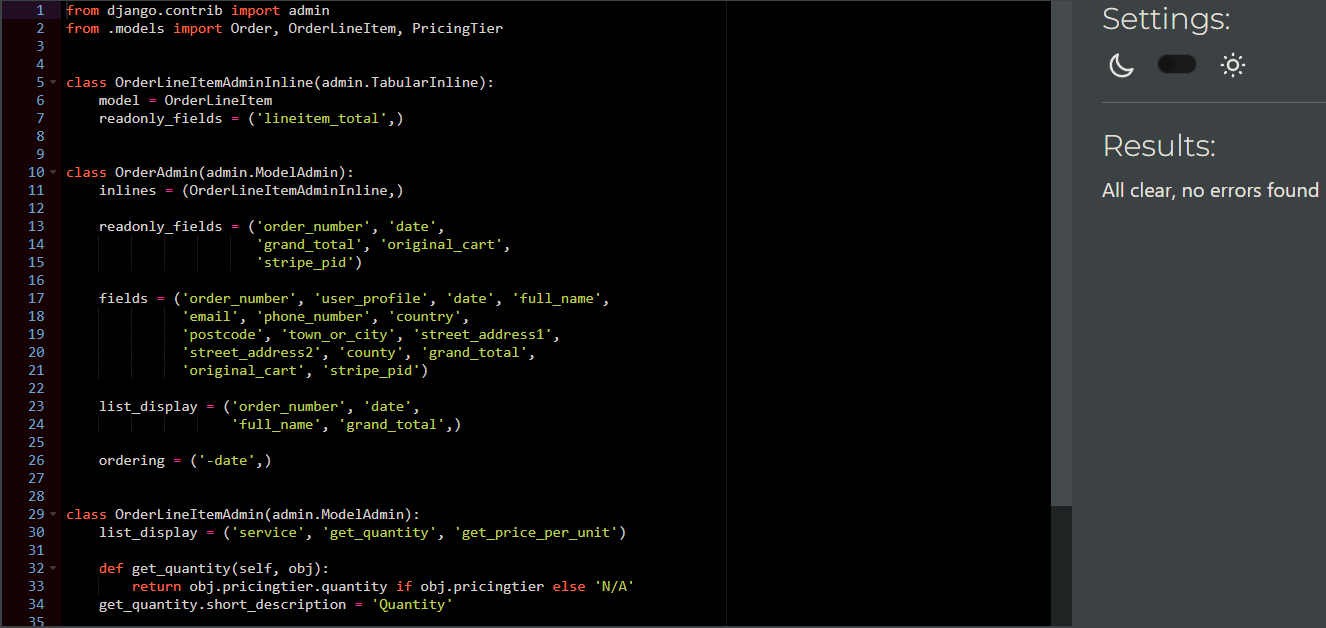 1 from django.contrib import admin
2 from .models import Order, OrderLineItem, PricingTier
3
4
5 class OrderLineItemAdminInline(admin.TabularInline):
6     model = OrderLineItem
7     readonly_fields = ('lineitem_total',)
8
9
10 class OrderAdmin(admin.ModelAdmin):
11     inlines = (OrderLineItemAdminInline,)
12
13     readonly_fields = ('order_number', 'date',
14                        'grand_total', 'original_cart',
15                        'stripe_pid')
16
17     fields = ('order_number', 'user_profile', 'date', 'full_name',
18               'email', 'phone_number', 'country',
19               'postcode', 'town_or_city', 'street_address1',
20               'street_address2', 'county', 'grand_total',
21               'original_cart', 'stripe_pid')
22
23     list_display = ('order_number', 'date',
24                     'full_name', 'grand_total',)
25
26     ordering = ('-date',)
27
28
29 class OrderLineItemAdmin(admin.ModelAdmin):
30     list_display = ('service', 'get_quantity', 'get_price_per_unit')
31
32     def get_quantity(self, obj):
33         return obj.pricingtier.quantity if obj.pricingtier else 'N/A'
34     get_quantity.short_description = 'Quantity'
35
Settings:
Results:
All clear, no errors found